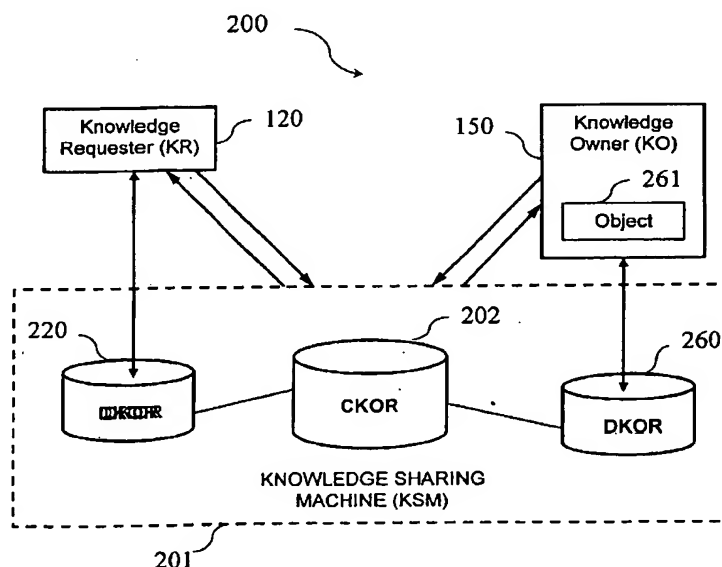 200
Knowledge
Requester (KR)
120
150
Knowledge
Owner (KO)
261
Object
220
202
260
CKOR
DKOR
KNOWLEDGE SHARING
MACHINE (KSM)
201